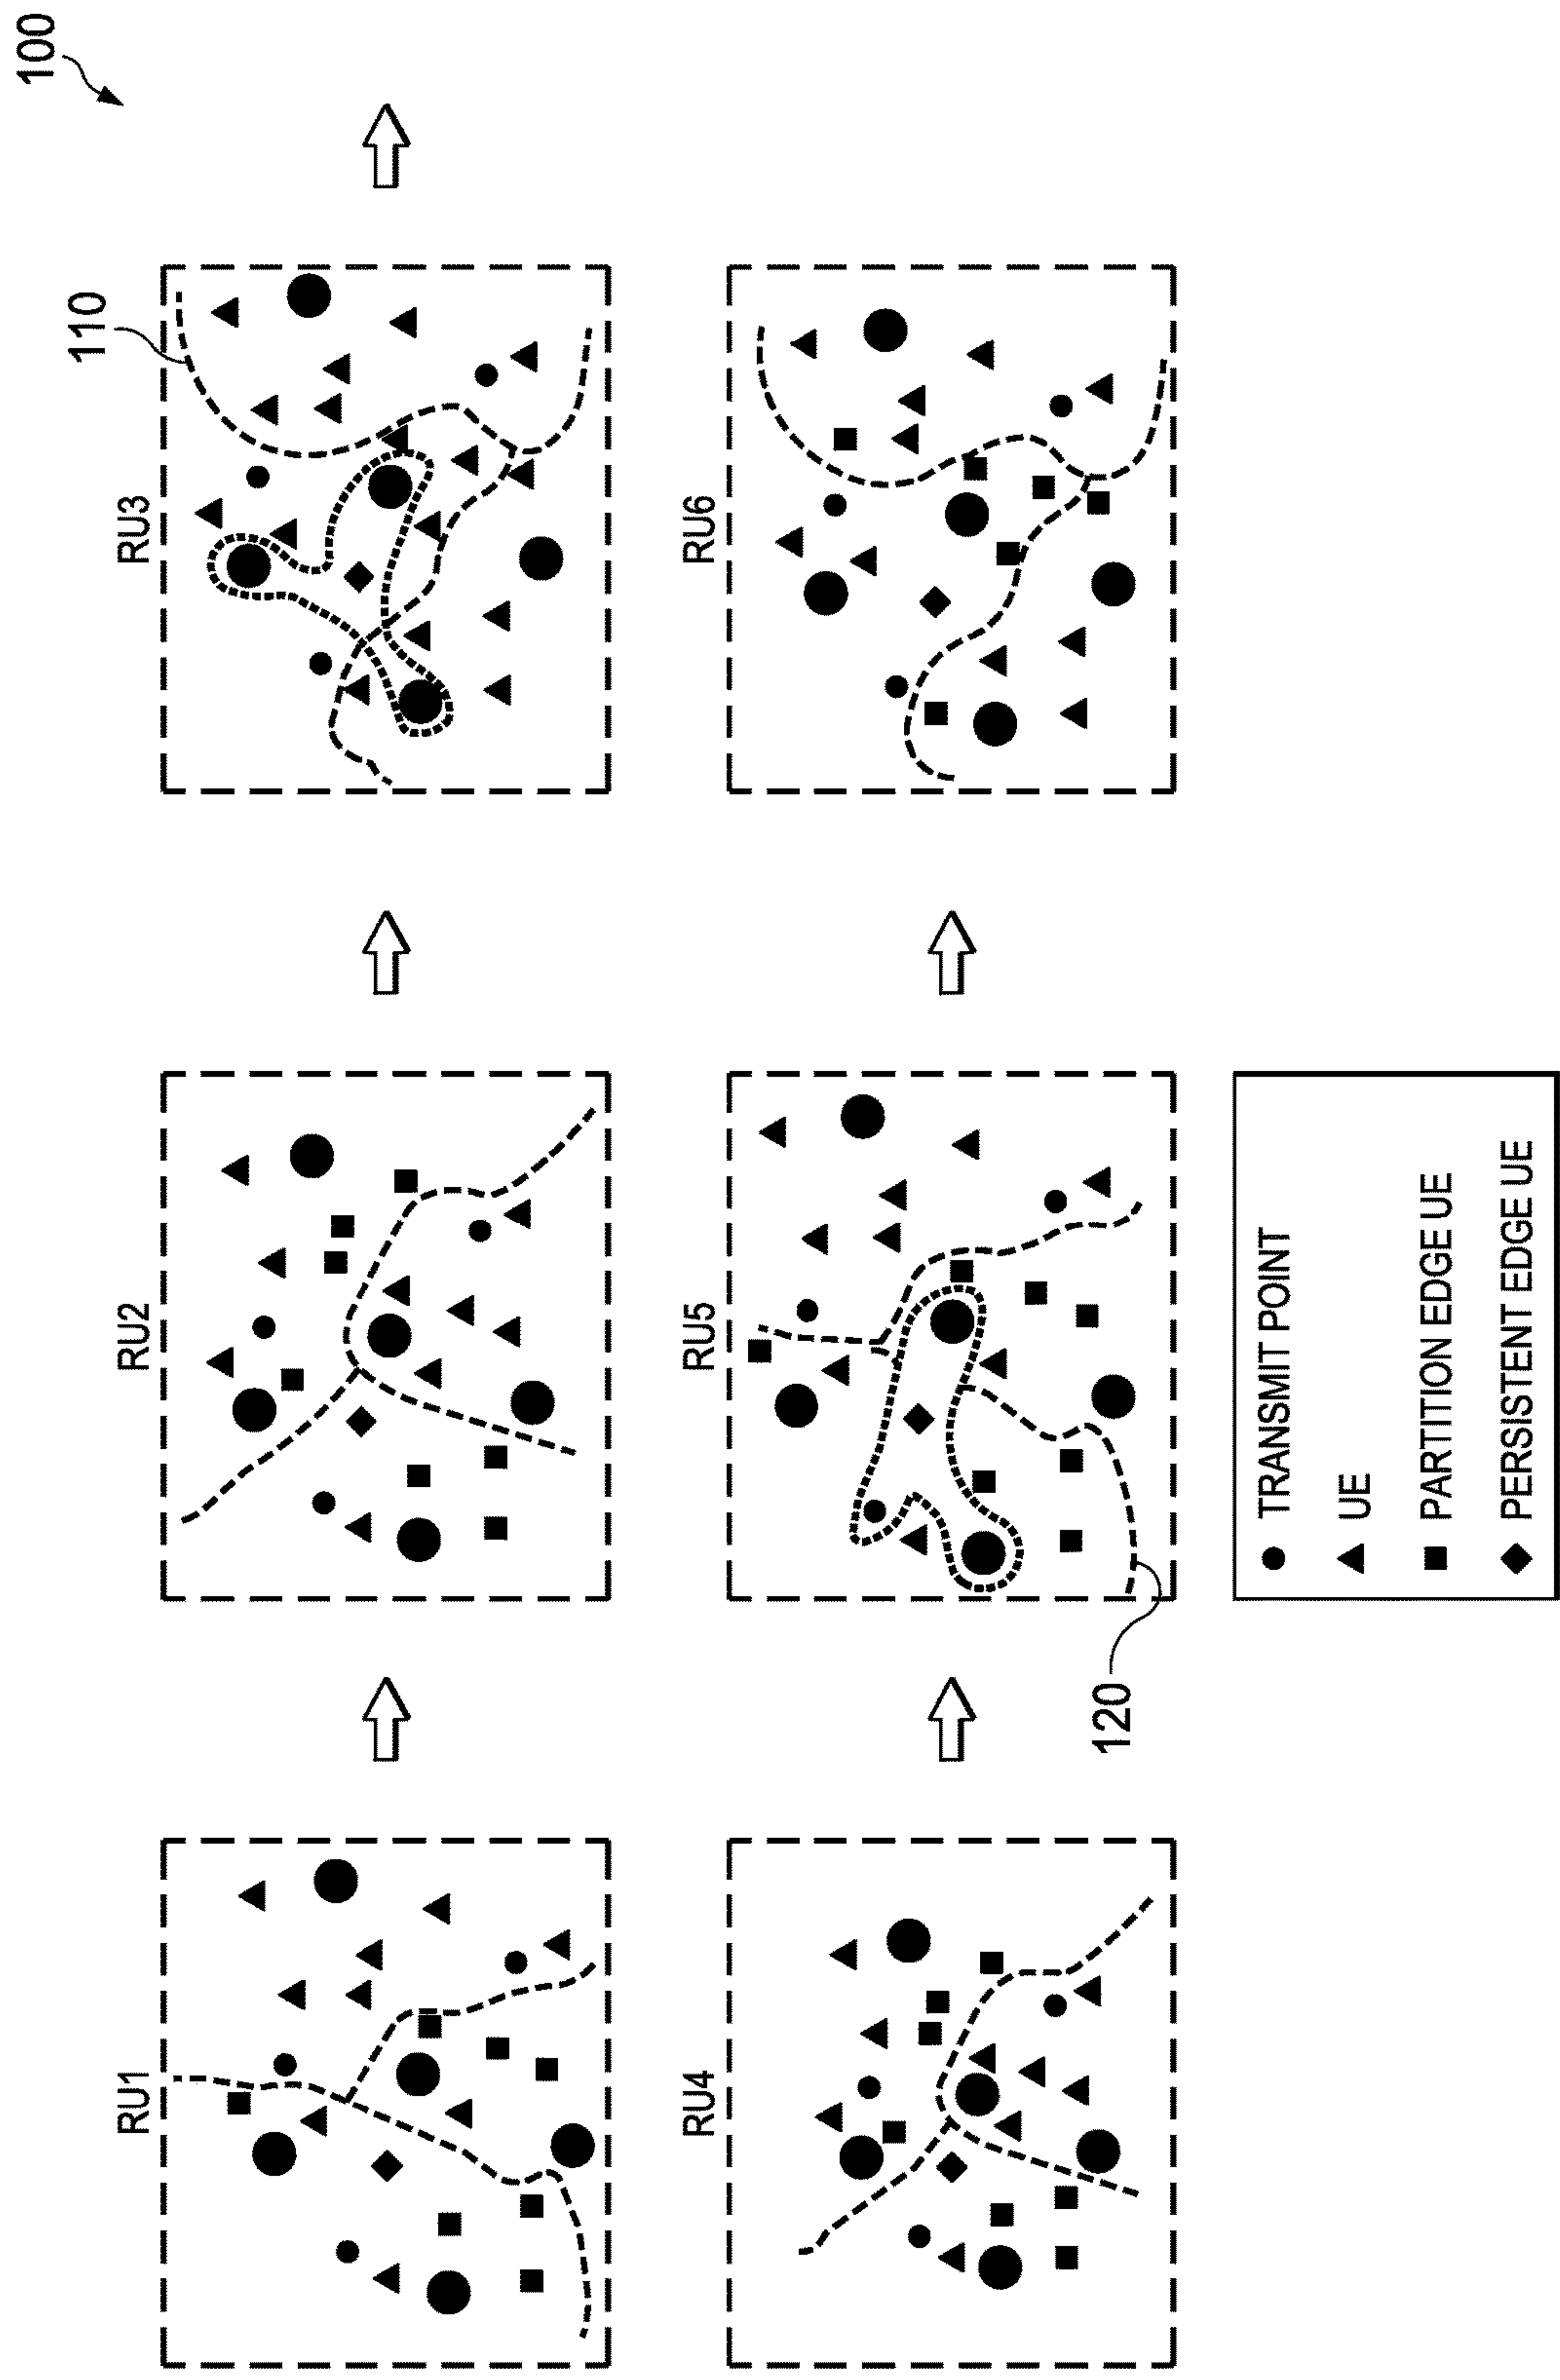 100
110
RU1
RU2
RU3
RU4
RU5
RU6
120
TRANSMIT POINT
UE
PARTITION EDGE UE
PERSISTENT EDGE UE